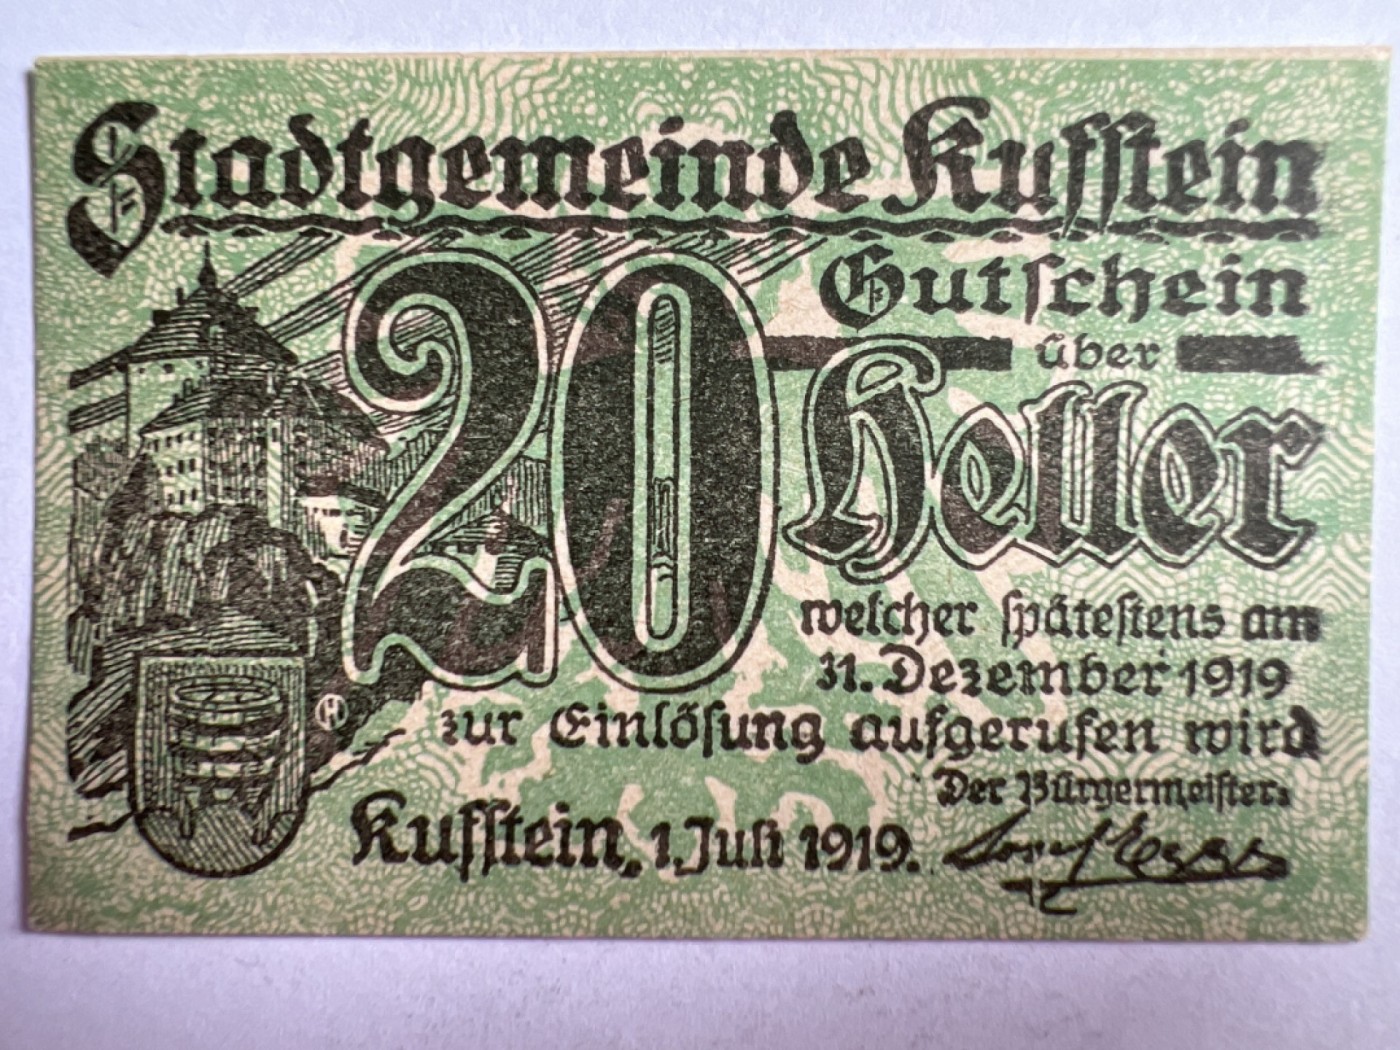 Stadtgemeinde Kufstein
Gutschein
über
20 Heller
welcher spätestens am
31. Dezember 1919
zur Einlösung aufgerufen wird
Der Bürgermeister:
Kufstein, 1. Juli 1919.